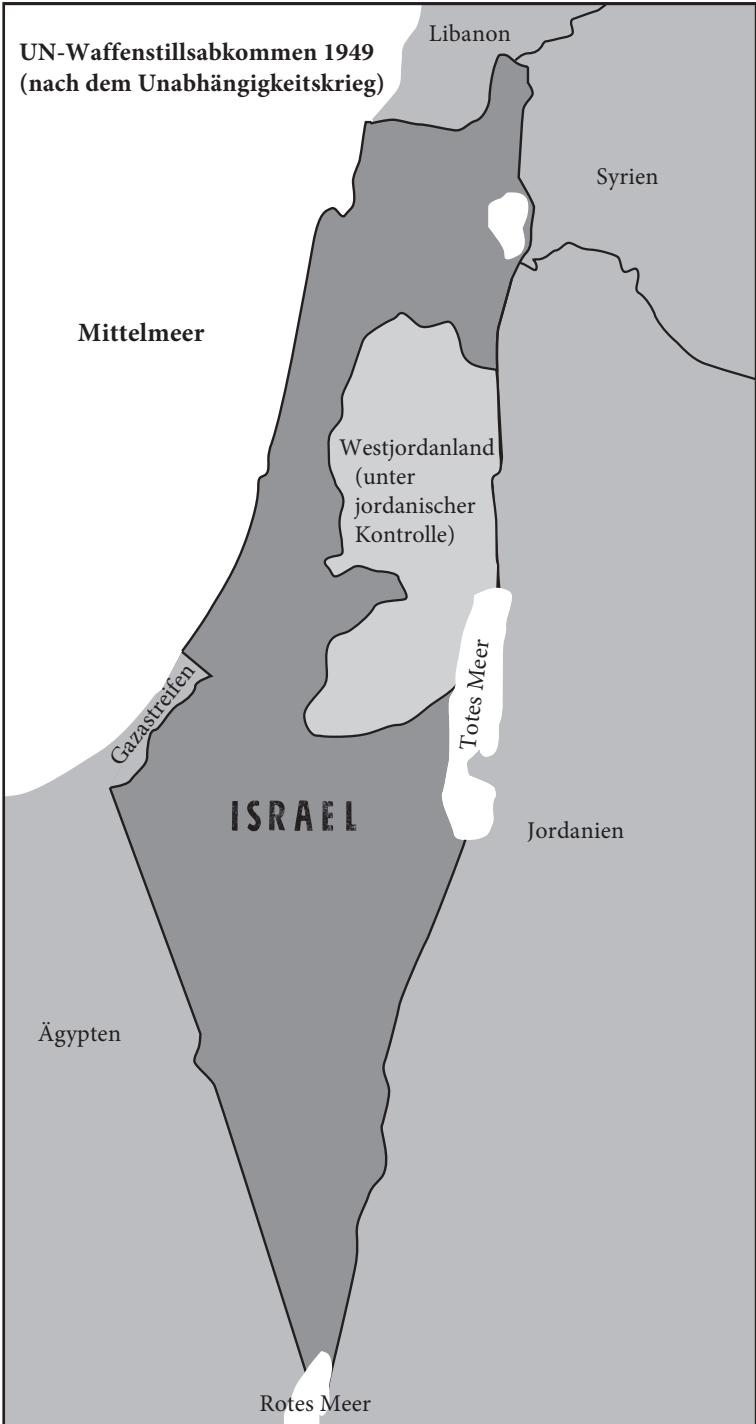 UN-Waffenstillsabkommen 1949
(nach dem Unabhängigkeitskrieg)
Libanon
Syrien
Mittelmeer
Westjordanland
(unter
jordanischer
Kontrolle)
Totes Meer
Gazastreifen
ISRAEL
Jordanien
Ägypten
Rotes Meer